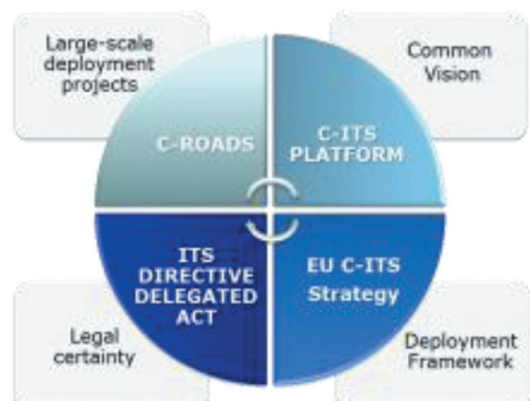 Large-scale
deployment
projects
Common
Vision
C-ROADS
C-ITS
PLATFORM
ITS
DIRECTIVE
DELEGATED
ACT
EU C-ITS
Strategy
Legal
certainty
Deployment
Framework